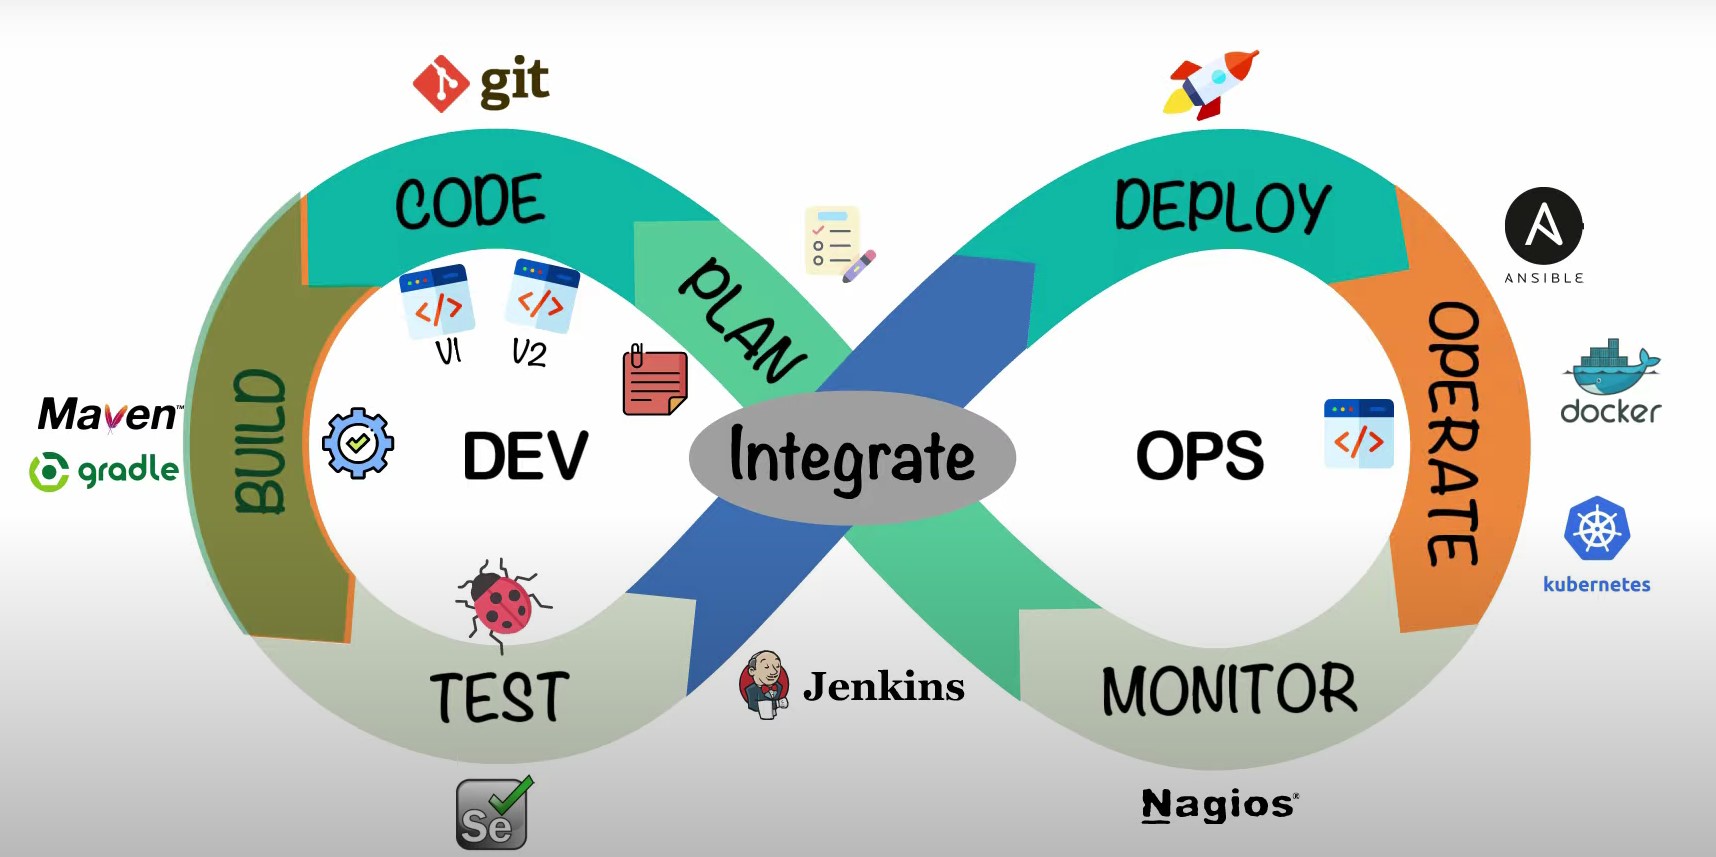 git
CODE
PLAN
DEPLOY
V1
V2
ANSIBLE
Maven™
gradle
BUILD
DEV
Integrate
OPS
OPERATE
docker
kubernetes
TEST
Jenkins
MONITOR
Se
Nagios®